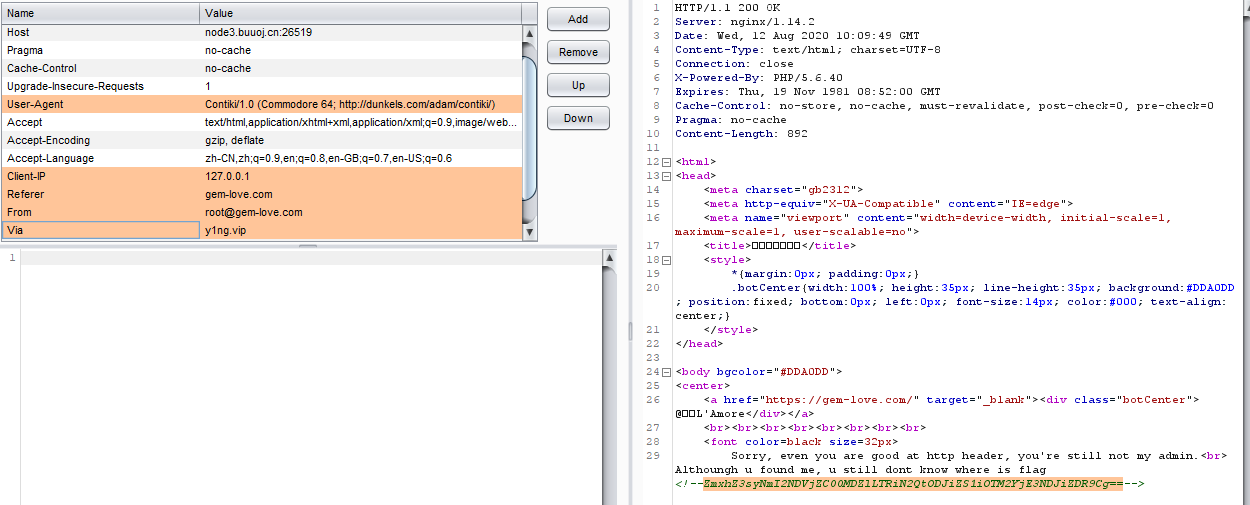 Name Value
Host node3.buuoj.cn:26519
Pragma no-cache
Cache-Control no-cache
Upgrade-Insecure-Requests 1
User-Agent Contiki/1.0 (Commodore 64; http://dunkels.com/adam/contiki/)
Accept text/html,application/xhtml+xml,application/xml;q=0.9,image/web...
Accept-Encoding gzip, deflate
Accept-Language zh-CN,zh;q=0.9,en;q=0.8,en-GB;q=0.7,en-US;q=0.6
Client-IP 127.0.0.1
Referer gem-love.com
From root@gem-love.com
Via y1ng.vip
Add
Remove
Up
Down
1
1 HTTP/1.1 200 OK
2 Server: nginx/1.14.2
3 Date: Wed, 12 Aug 2020 10:09:49 GMT
4 Content-Type: text/html; charset=UTF-8
5 Connection: close
6 X-Powered-By: PHP/5.6.40
7 Expires: Thu, 19 Nov 1981 08:52:00 GMT
8 Cache-Control: no-store, no-cache, must-revalidate, post-check=0, pre-check=0
9 Pragma: no-cache
10 Content-Length: 892
11
12 <html>
13 <head>
14 <meta charset="gb2312">
15 <meta http-equiv="X-UA-Compatible" content="IE=edge">
16 <meta name="viewport" content="width=device-width, initial-scale=1,
maximum-scale=1, user-scalable=no">
17 <title>□□□□□□□</title>
18 <style>
19 *{margin:0px; padding:0px;}
20 .botCenter{width:100%; height:35px; line-height:35px; background:#DDA0DD
; position:fixed; bottom:0px; left:0px; font-size:14px; color:#000; text-align:
center;}
21 </style>
22 </head>
23
24 <body bgcolor="#DDA0DD">
25 <center>
26 <a href="https://gem-love.com/" target="_blank"><div class="botCenter">
@□□L'Amore</div></a>
27 <br><br><br><br><br><br><br><br>
28 <font color=black size=32px>
29 Sorry, even you are good at http header, you're still not my admin.<br>
Althoungh u found me, u still dont know where is flag
<!--ZmxhZ3syNmI2NDVjZC00MDZlLTRiN2QtODJiZS1iOTM2YjE3NDJiZDR9Cg==-->